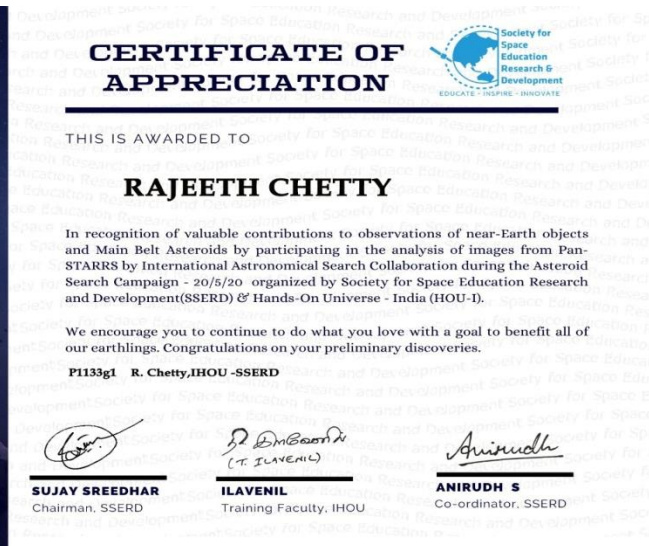 CERTIFICATE OF
APPRECIATION
Society for
Space
Education
Research &
Development
EDUCATE - INSPIRE - INNOVATE
THIS IS AWARDED TO
RAJEETH CHETTY
In recognition of valuable contributions to observations of near-Earth objects
and Main Belt Asteroids by participating in the analysis of images from Pan-
STARRS by International Astronomical Search Collaboration during the Asteroid
Search Campaign - 20/5/20 organized by Society for Space Education Research
and Development(SSERD) & Hands-On Universe - India (HOU-I).
We encourage you to continue to do what you love with a goal to benefit all of
our earthlings. Congratulations on your preliminary discoveries.
P1133g1 R. Chetty,IHOU -SSERD
(T. ILAVENIL)
Anirudh
SUJAY SREEDHAR
Chairman, SSERD
ILAVENIL
Training Faculty, IHOU
ANIRUDH S
Co-ordinator, SSERD